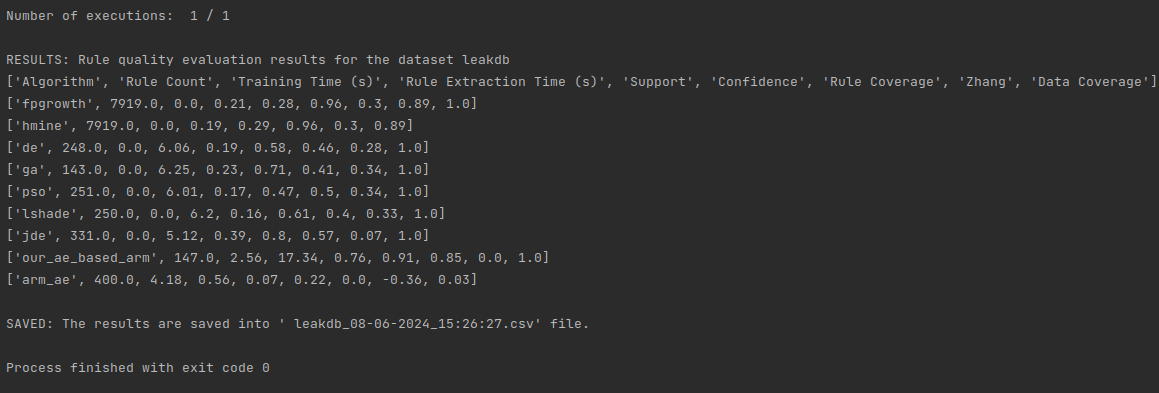 Number of executions:  1 / 1
RESULTS: Rule quality evaluation results for the dataset leakdb
['Algorithm', 'Rule Count', 'Training Time (s)', 'Rule Extraction Time (s)', 'Support', 'Confidence', 'Rule Coverage', 'Zhang', 'Data Coverage']
['fpgrowth', 7919.0, 0.0, 0.21, 0.28, 0.96, 0.3, 0.89, 1.0]
['hmine', 7919.0, 0.0, 0.19, 0.29, 0.96, 0.3, 0.89]
['de', 248.0, 0.0, 6.06, 0.19, 0.58, 0.46, 0.28, 1.0]
['ga', 143.0, 0.0, 6.25, 0.23, 0.71, 0.41, 0.34, 1.0]
['pso', 251.0, 0.0, 6.01, 0.17, 0.47, 0.5, 0.34, 1.0]
['lshade', 250.0, 0.0, 6.2, 0.16, 0.61, 0.4, 0.33, 1.0]
['jde', 331.0, 0.0, 5.12, 0.39, 0.8, 0.57, 0.07, 1.0]
['our_ae_based_arm', 147.0, 2.56, 17.34, 0.76, 0.91, 0.85, 0.0, 1.0]
['arm_ae', 400.0, 4.18, 0.56, 0.07, 0.22, 0.0, -0.36, 0.03]
SAVED: The results are saved into ' leakdb_08-06-2024_15:26:27.csv' file.
Process finished with exit code 0